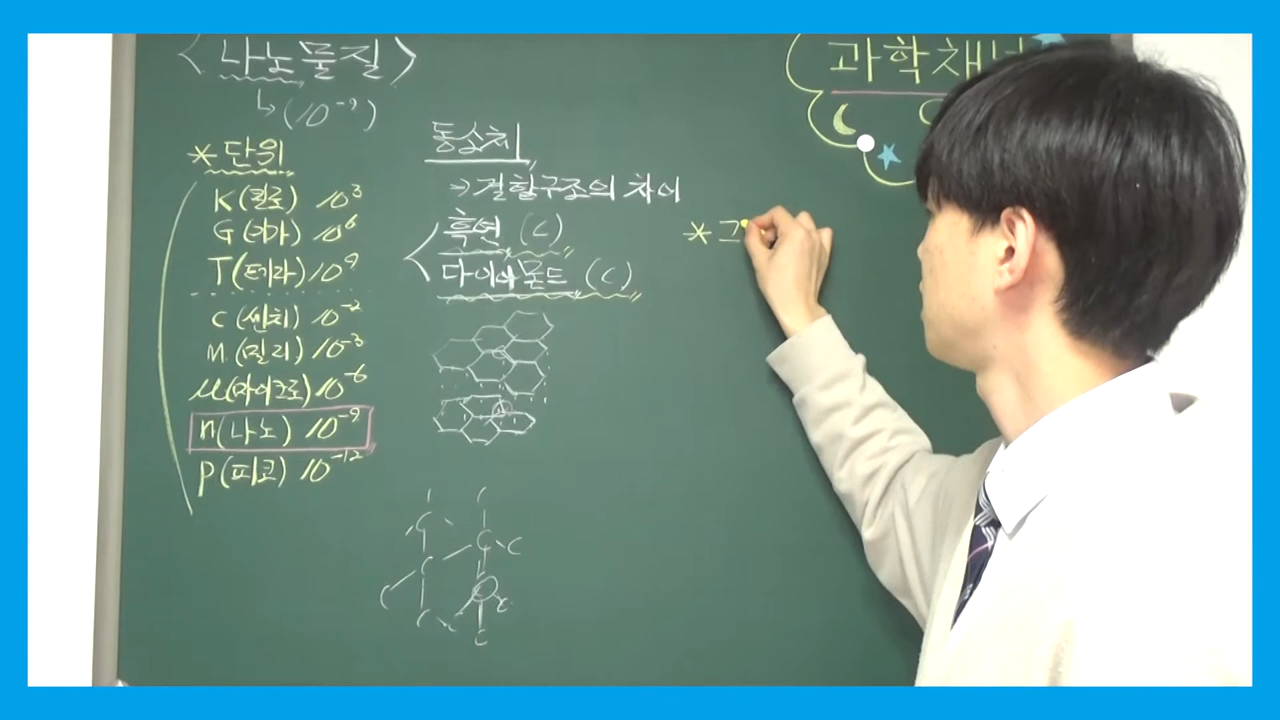 <나노물질>
↳(10⁻⁹)
*단위
K(킬로) 10³
G(기가) 10⁶
T(테라) 10⁹
C(센치) 10⁻²
M(밀리) 10⁻³
μ(마이크로) 10⁻⁶
n(나노) 10⁻⁹
P(피코) 10⁻¹²
동소체
→ 결합구조의 차이
흑연 (C)
다이아몬드 (C)
C
C
C
C
C
C
C
C
과학채
* 그